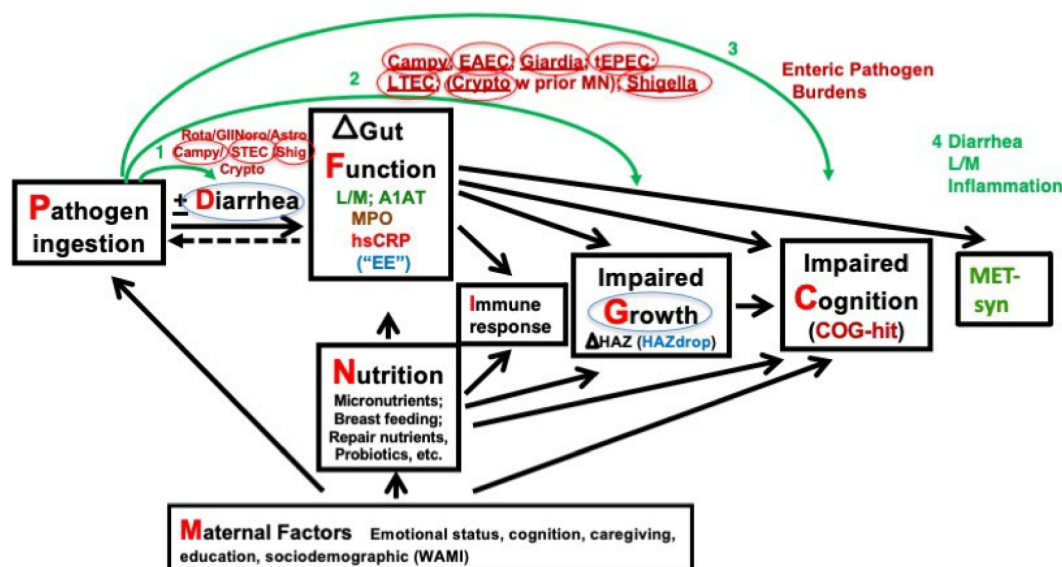 3
Campy; EAEC; Giardia; tEPEC;
2
LTEC; (Crypto w prior MN); Shigella
Enteric Pathogen
Burdens
Rota/GIINoro/Astro
1
Campy/ STEC /Shig
Crypto
ΔGut
Function
L/M; A1AT
MPO
hsCRP
("EE")
4 Diarrhea
L/M
Inflammation
Pathogen
ingestion
± Diarrhea
Immune
response
Impaired
Growth
ΔHAZ (HAZdrop)
Impaired
Cognition
(COG-hit)
MET-
syn
Nutrition
Micronutrients;
Breast feeding;
Repair nutrients,
Probiotics, etc.
Maternal Factors Emotional status, cognition, caregiving,
education, sociodemographic (WAMI)